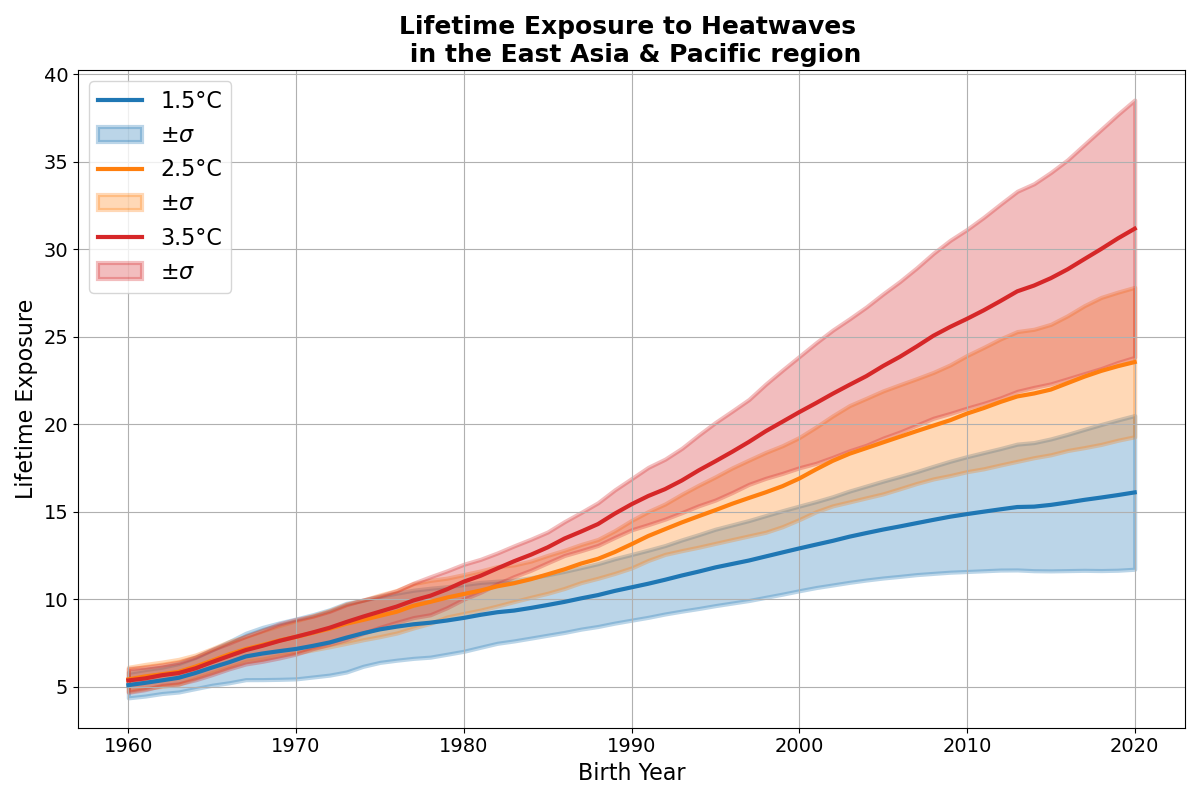 Lifetime Exposure to Heatwaves
in the East Asia & Pacific region
40
35
30
25
20
15
10
5
Lifetime Exposure
1.5°C
±σ
2.5°C
±σ
3.5°C
±σ
1960 1970 1980 1990 2000 2010 2020
Birth Year